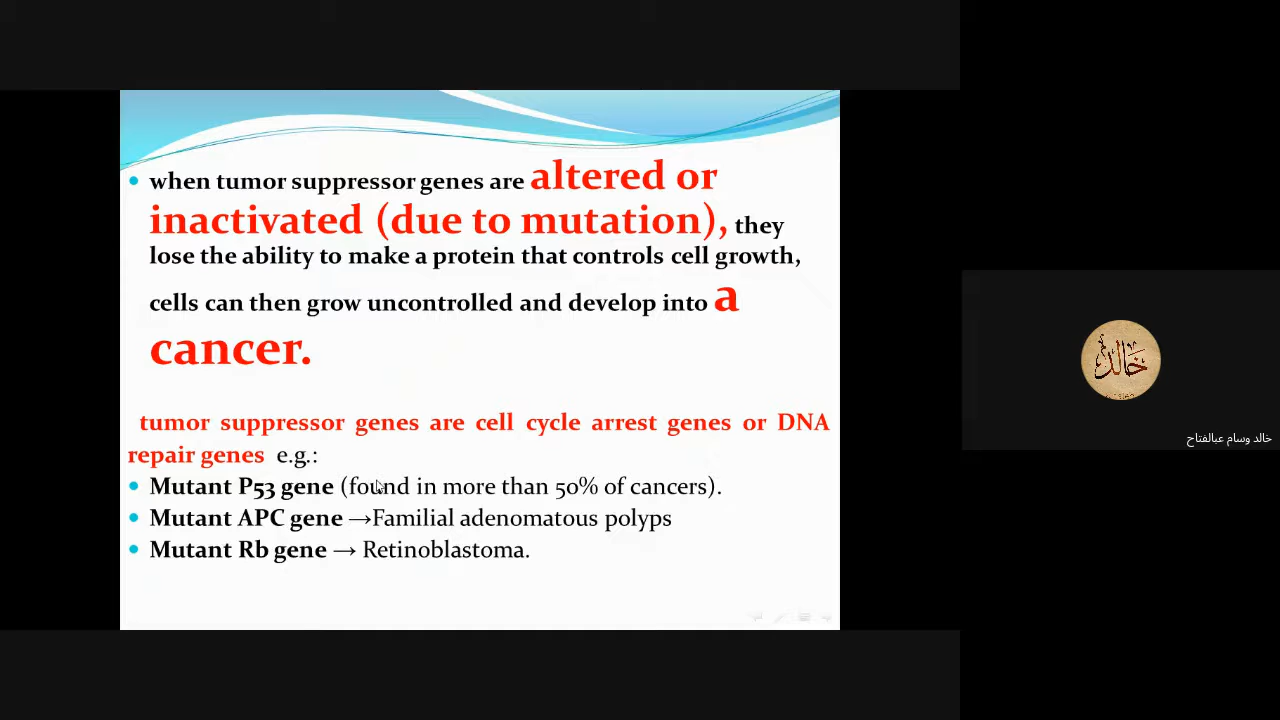 when tumor suppressor genes are altered or
inactivated (due to mutation), they
lose the ability to make a protein that controls cell growth,
cells can then grow uncontrolled and develop into a
cancer.
tumor suppressor genes are cell cycle arrest genes or DNA
repair genes e.g.:
Mutant P53 gene (found in more than 50% of cancers).
Mutant APC gene →Familial adenomatous polyps
Mutant Rb gene → Retinoblastoma.
خالد
خالد وسام عبالفتاح